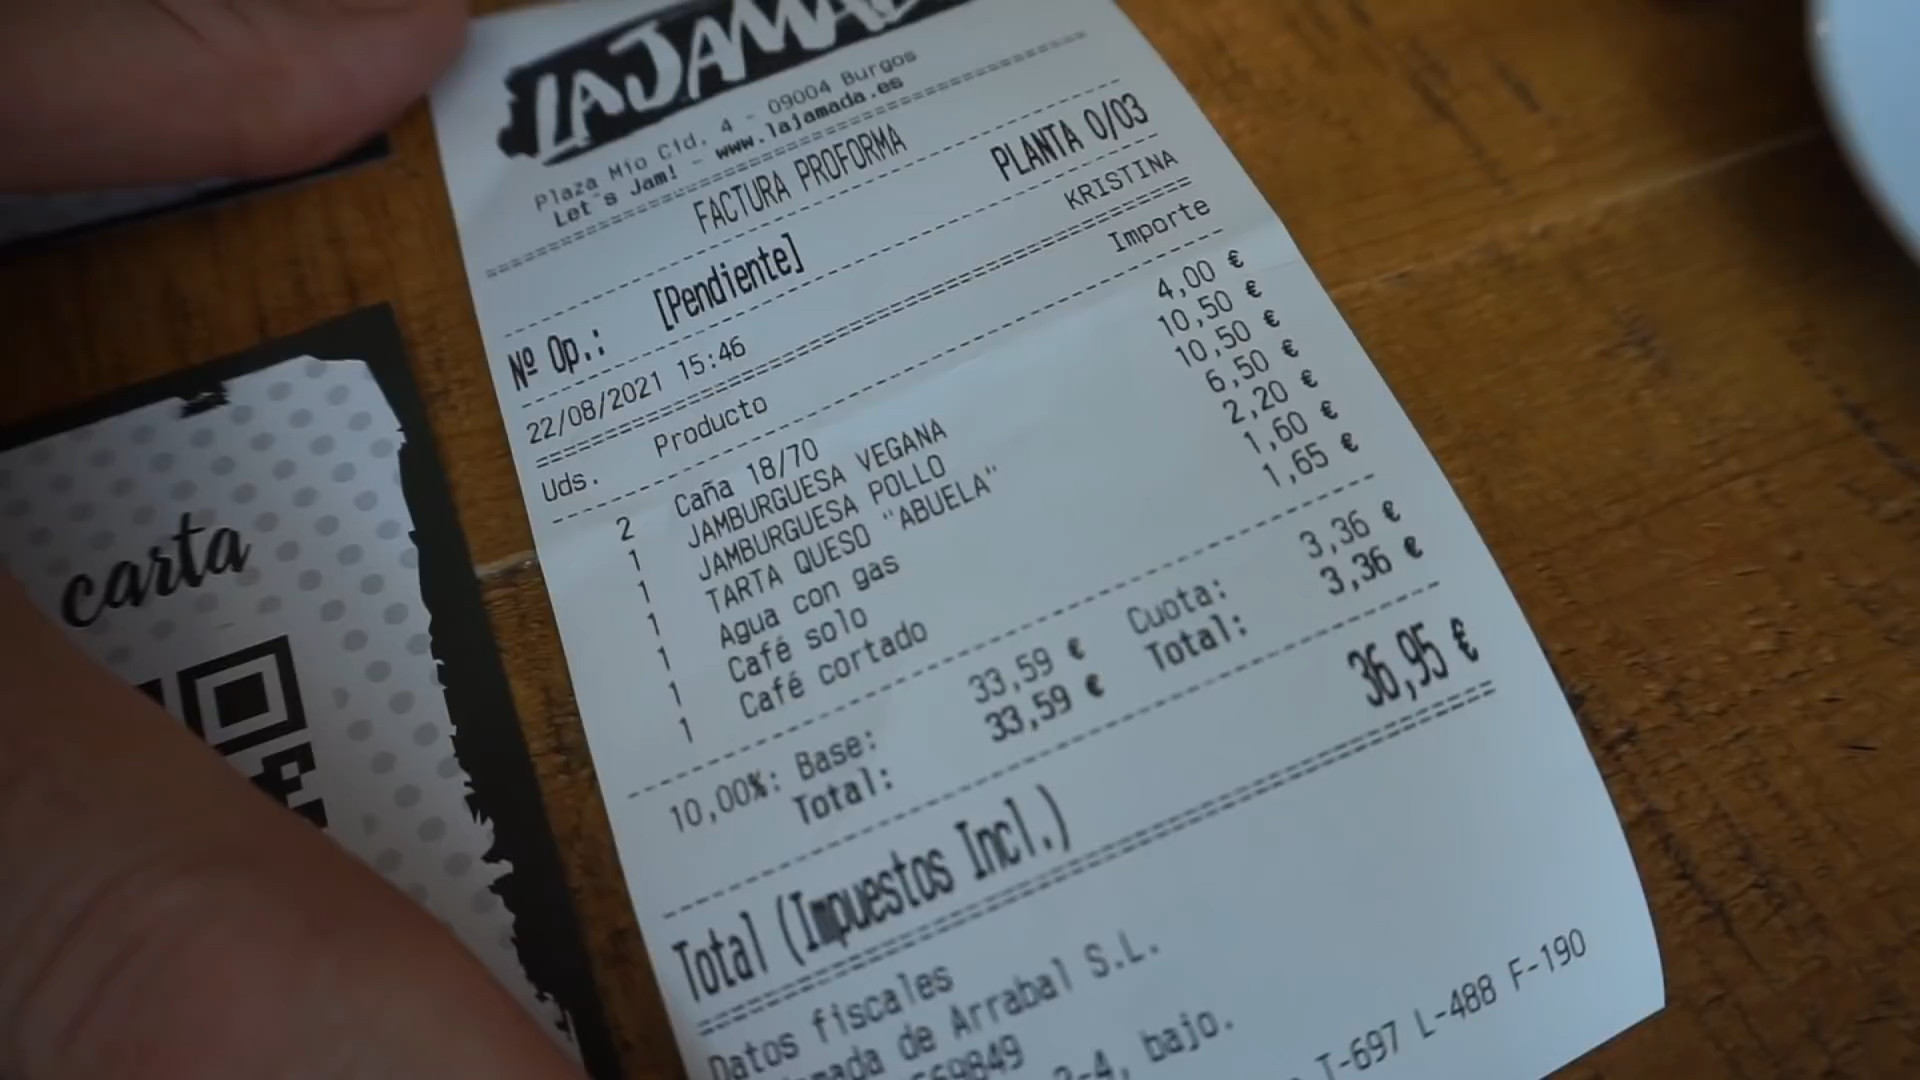 LA JAMADA
Plaza Mío Cid, 4 - 09004 Burgos
Let's Jam! - www.lajamada.es
FACTURA PROFORMA
PLANTA 0/03
Nº Op.: [Pendiente]
22/08/2021 15:46 KRISTINA
Uds. Producto Importe
2 Caña 18/70 4,00 €
1 JAMBURGUESA VEGANA 10,50 €
1 JAMBURGUESA POLLO 10,50 €
1 TARTA QUESO "ABUELA" 6,50 €
1 Agua con gas 2,20 €
1 Café solo 1,60 €
1 Café cortado 1,65 €
10,00%: Base: 33,59 € Cuota: 3,36 €
Total: 33,59 € Total: 3,36 €
Total (Impuestos Incl.) 36,95 €
Datos fiscales
de Arrabal S.L.
bajo.
T-697 L-488 F-190
carta